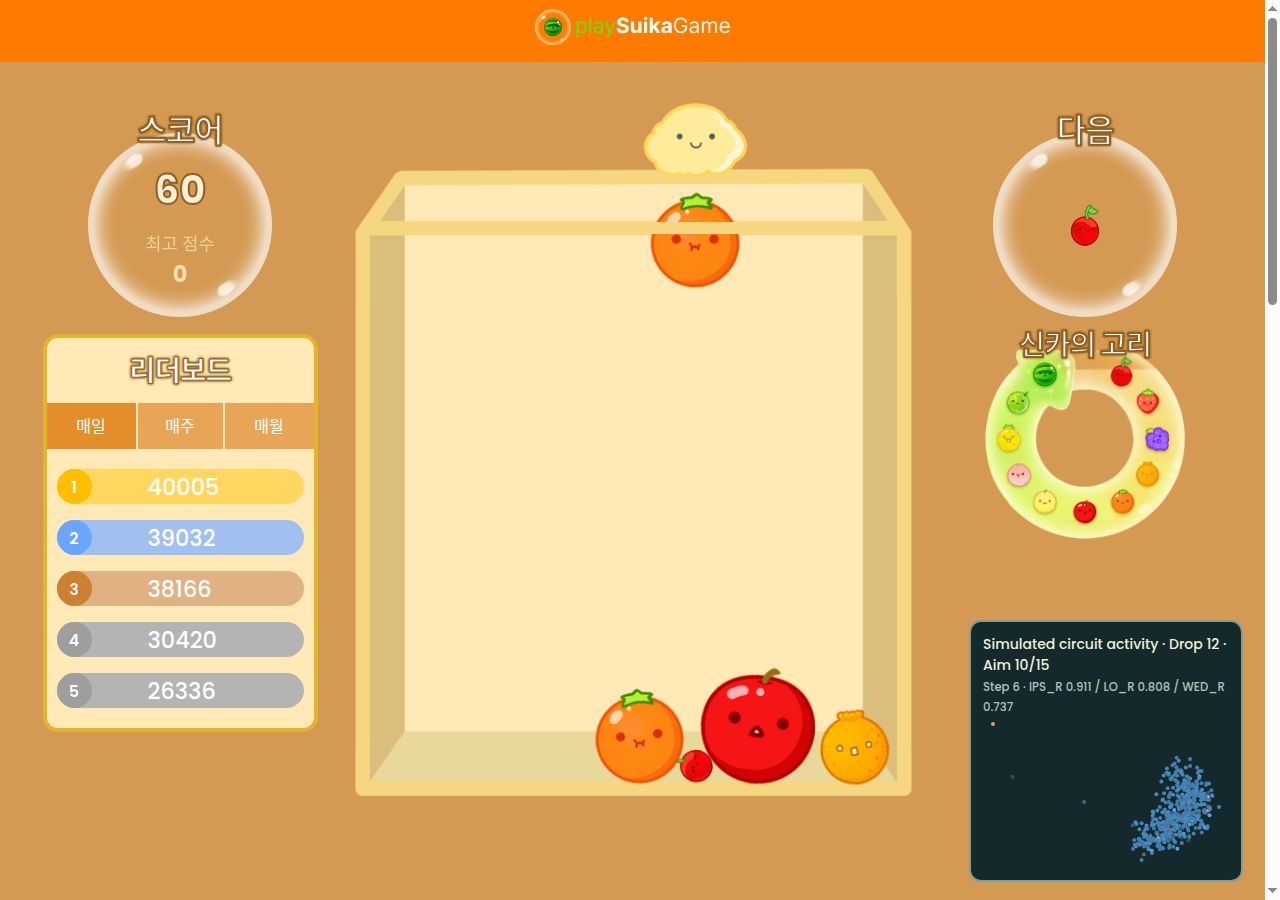 playSuikaGame
스코어
60
최고 점수
0
리더보드
매일 매주 매월
1 40005
2 39032
3 38166
4 30420
5 26336
다음
신카의 고리
Simulated circuit activity · Drop 12 ·
Aim 10/15
Step 6 · IPS_R 0.911 / LO_R 0.808 / WED_R
0.737